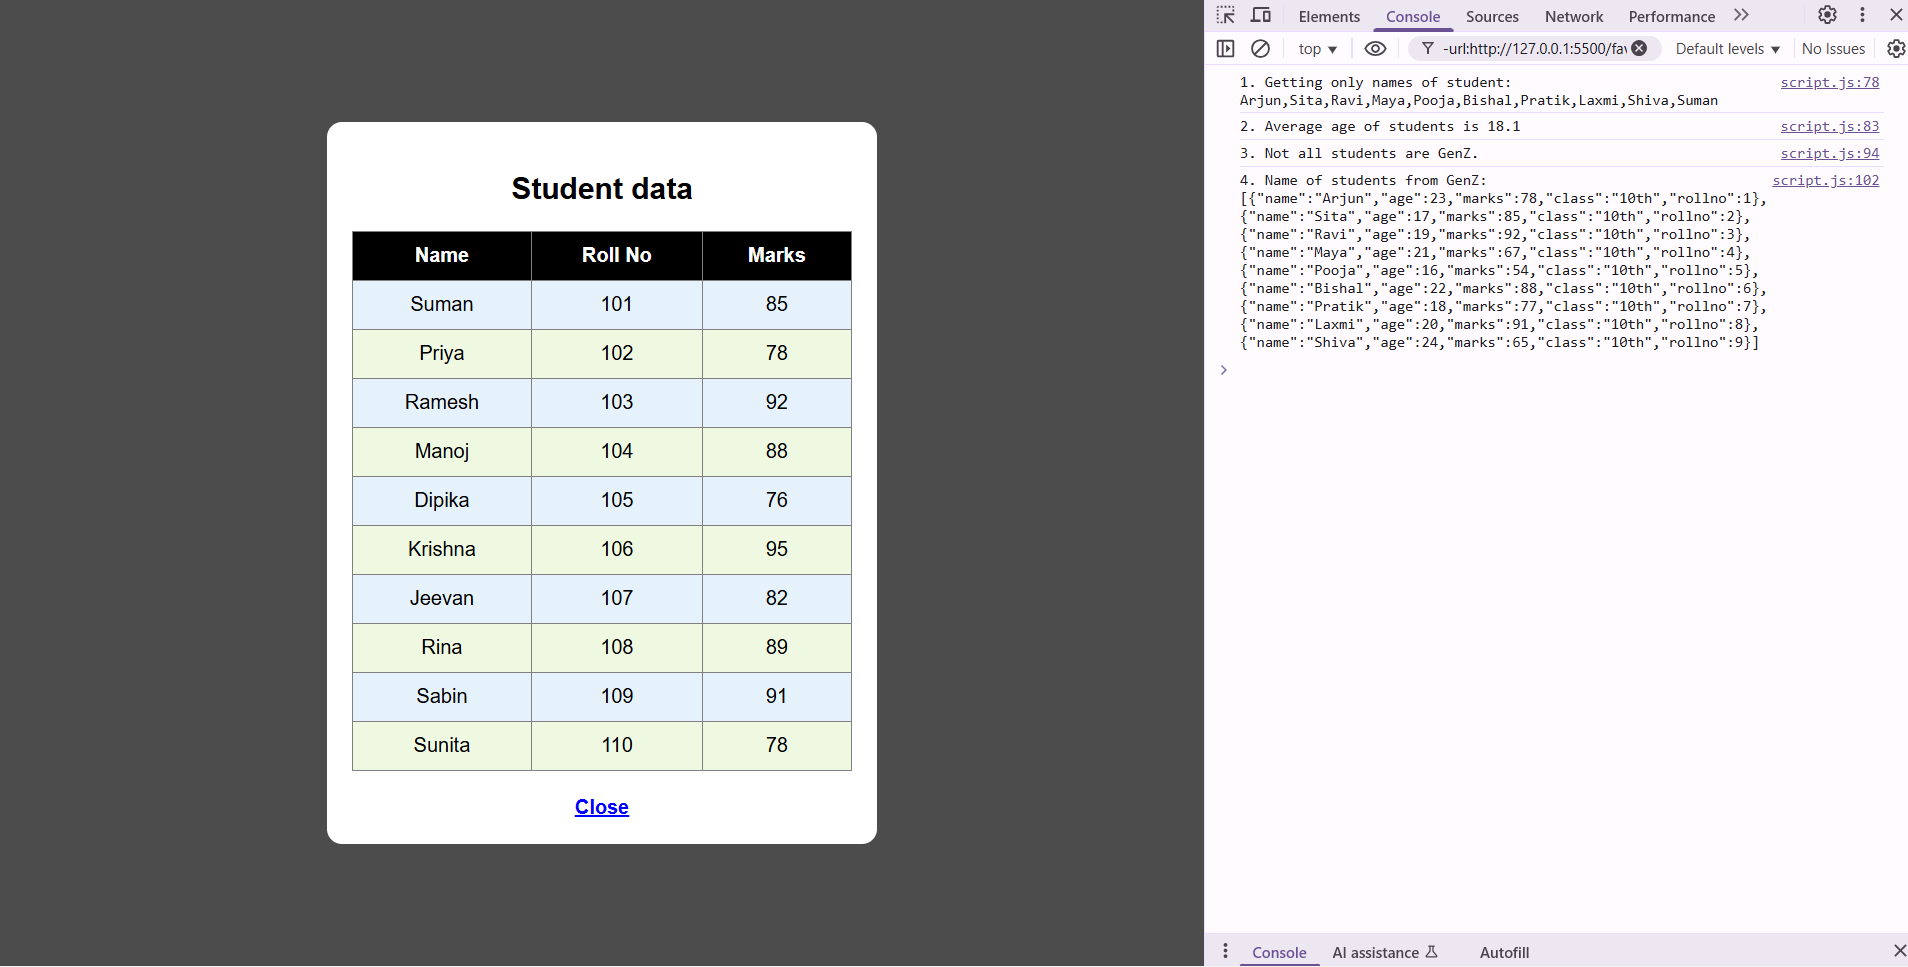 Student data
Name Roll No Marks
Suman 101 85
Priya 102 78
Ramesh 103 92
Manoj 104 88
Dipika 105 76
Krishna 106 95
Jeevan 107 82
Rina 108 89
Sabin 109 91
Sunita 110 78
Close
Elements Console Sources Network Performance
top -url:http://127.0.0.1:5500/fav Default levels No Issues
1. Getting only names of student: script.js:78
Arjun,Sita,Ravi,Maya,Pooja,Bishal,Pratik,Laxmi,Shiva,Suman
2. Average age of students is 18.1 script.js:83
3. Not all students are GenZ. script.js:94
4. Name of students from GenZ: script.js:102
[{"name":"Arjun","age":23,"marks":78,"class":"10th","rollno":1},
{"name":"Sita","age":17,"marks":85,"class":"10th","rollno":2},
{"name":"Ravi","age":19,"marks":92,"class":"10th","rollno":3},
{"name":"Maya","age":21,"marks":67,"class":"10th","rollno":4},
{"name":"Pooja","age":16,"marks":54,"class":"10th","rollno":5},
{"name":"Bishal","age":22,"marks":88,"class":"10th","rollno":6},
{"name":"Pratik","age":18,"marks":77,"class":"10th","rollno":7},
{"name":"Laxmi","age":20,"marks":91,"class":"10th","rollno":8},
{"name":"Shiva","age":24,"marks":65,"class":"10th","rollno":9}]
Console AI assistance Autofill